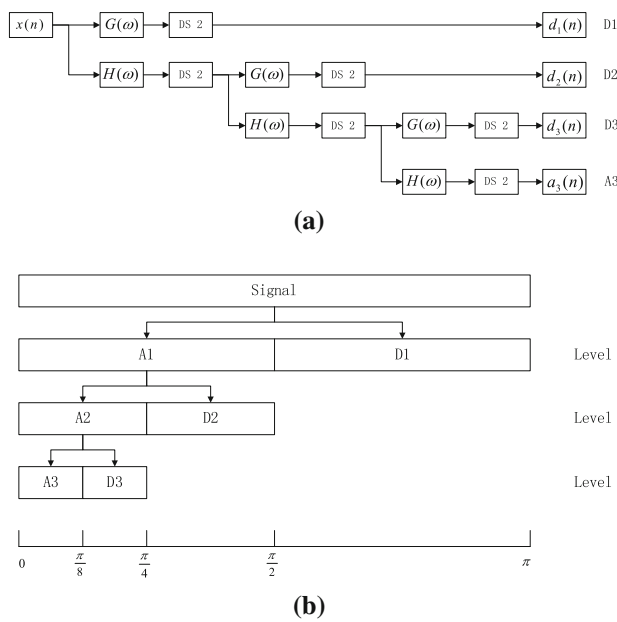 x(n) G(ω) DS 2 d₁(n) D1
H(ω) DS 2 G(ω) DS 2 d₂(n) D2
H(ω) DS 2 G(ω) DS 2 d₃(n) D3
H(ω) DS 2 a₃(n) A3
(a)
Signal
A1 D1 Level
A2 D2 Level
A3 D3 Level
0 π/8 π/4 π/2 π
(b)